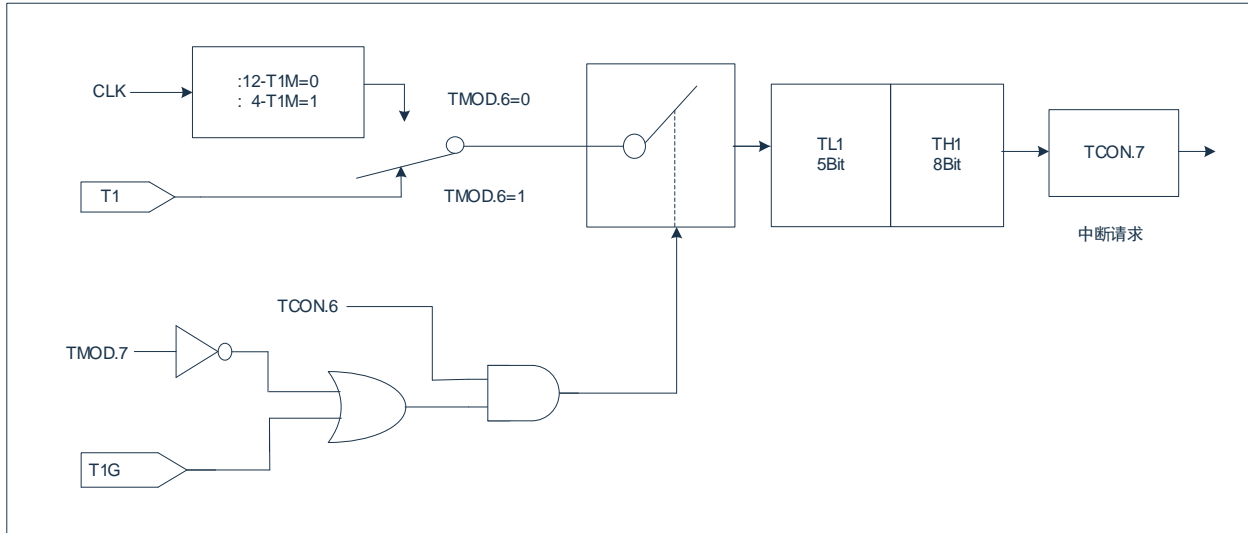 CLK
:12-T1M=0
: 4-T1M=1
TMOD.6=0
T1
TMOD.6=1
TL1
5Bit
TH1
8Bit
TCON.7
中断请求
TCON.6
TMOD.7
T1G